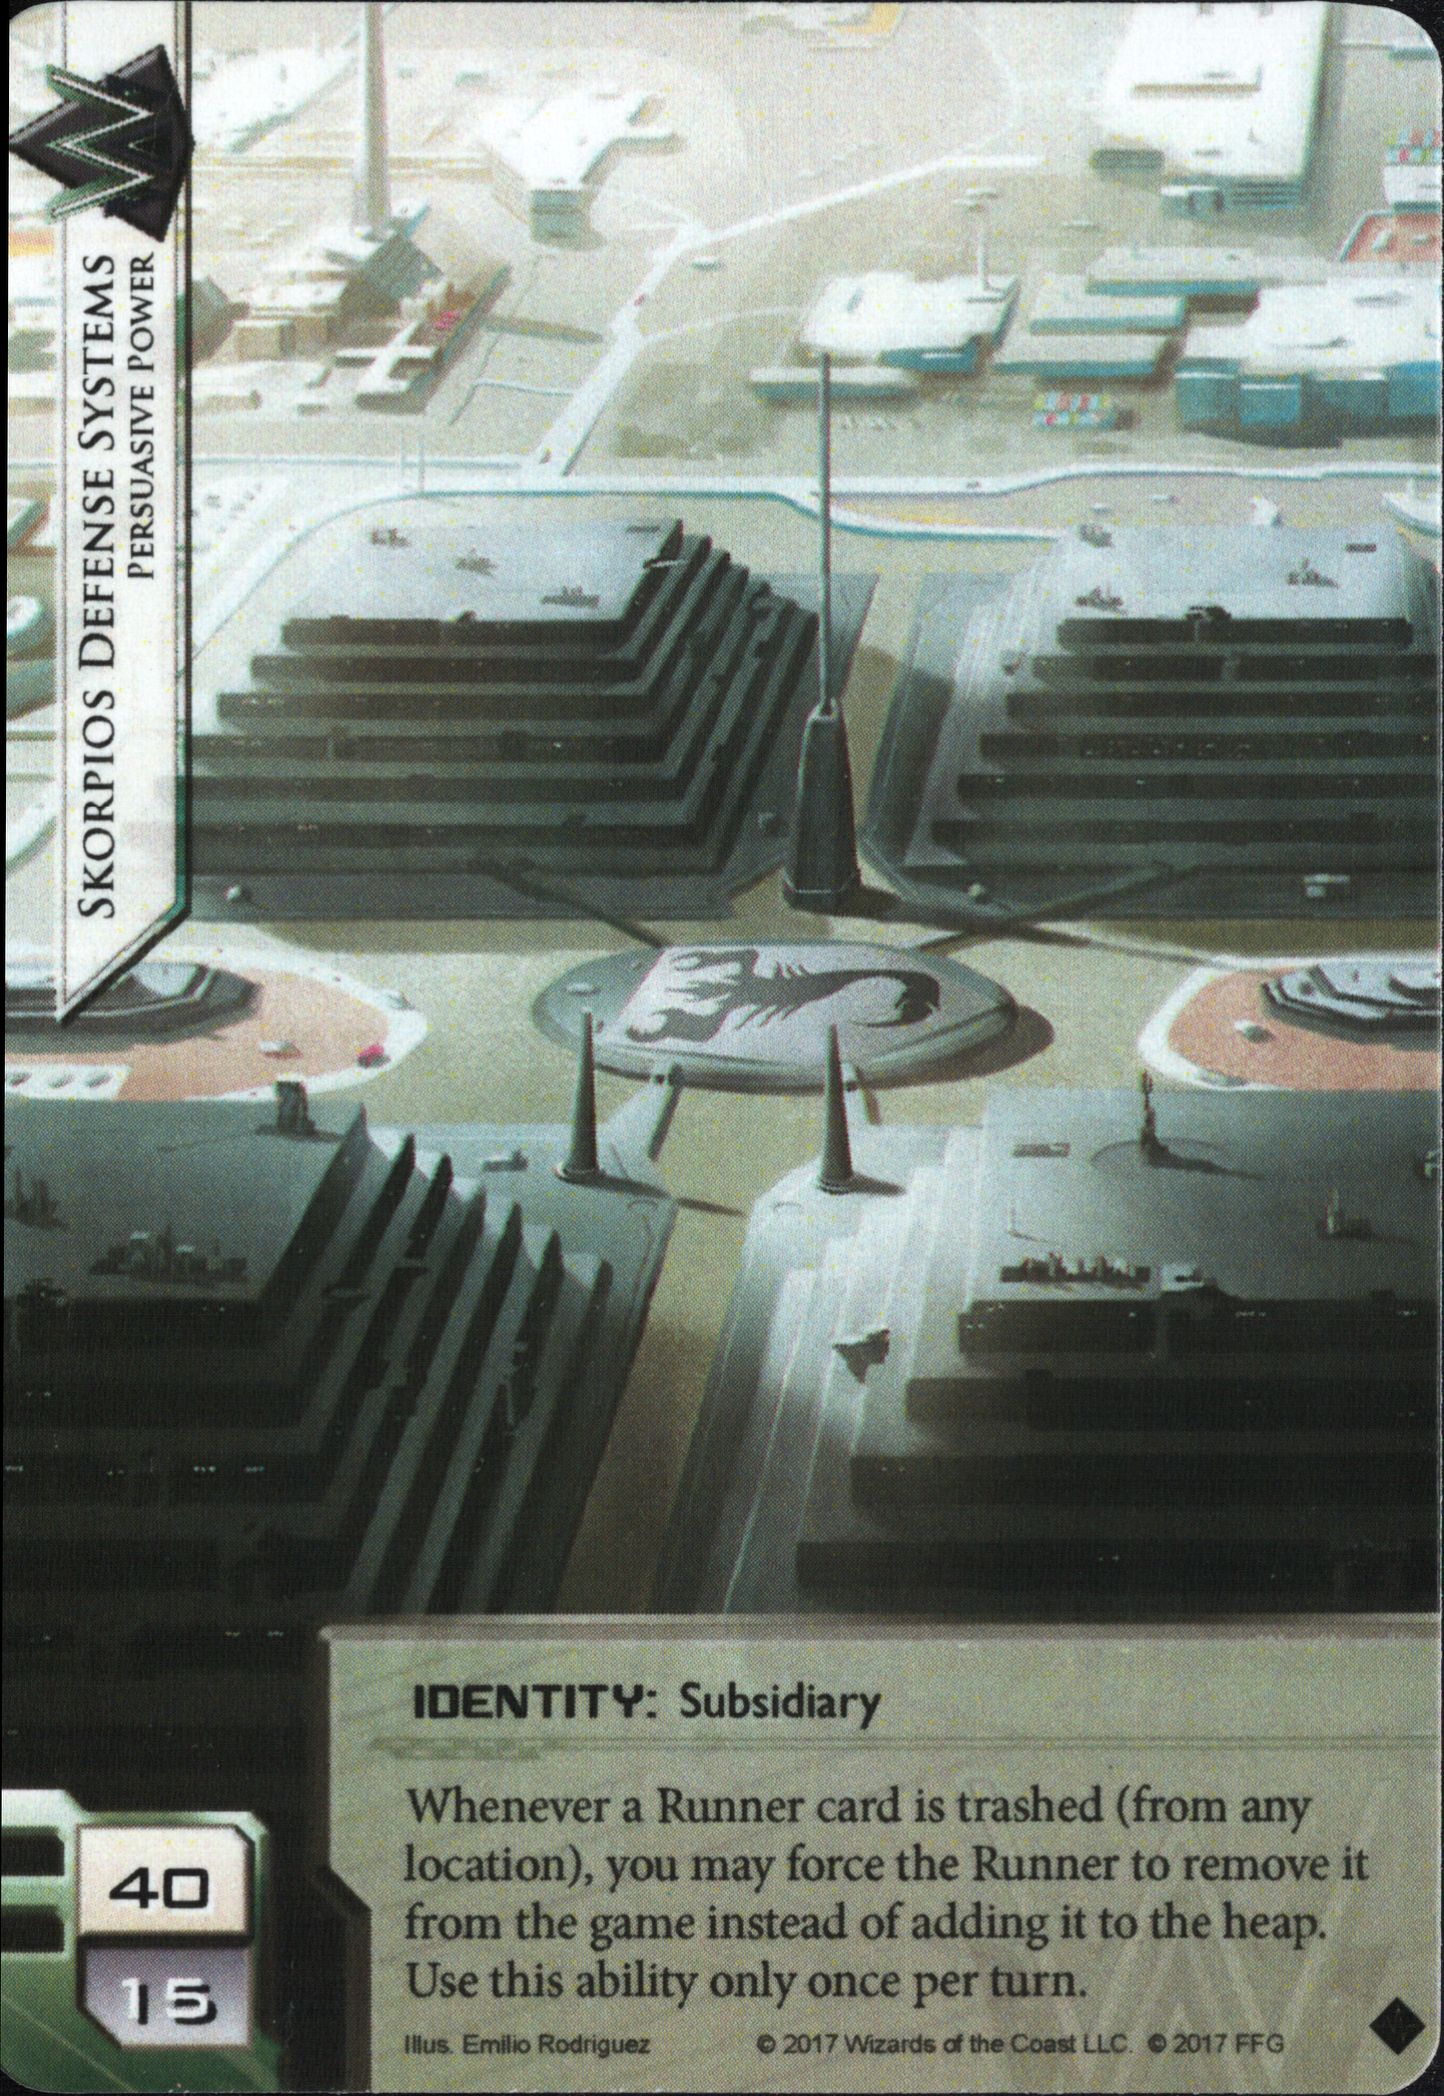 SKORPIOS DEFENSE SYSTEMS
PERSUASIVE POWER
IDENTITY: Subsidiary
Whenever a Runner card is trashed (from any
location), you may force the Runner to remove it
from the game instead of adding it to the heap.
Use this ability only once per turn.
40
15
Illus. Emilio Rodriguez © 2017 Wizards of the Coast LLC. © 2017 FFG